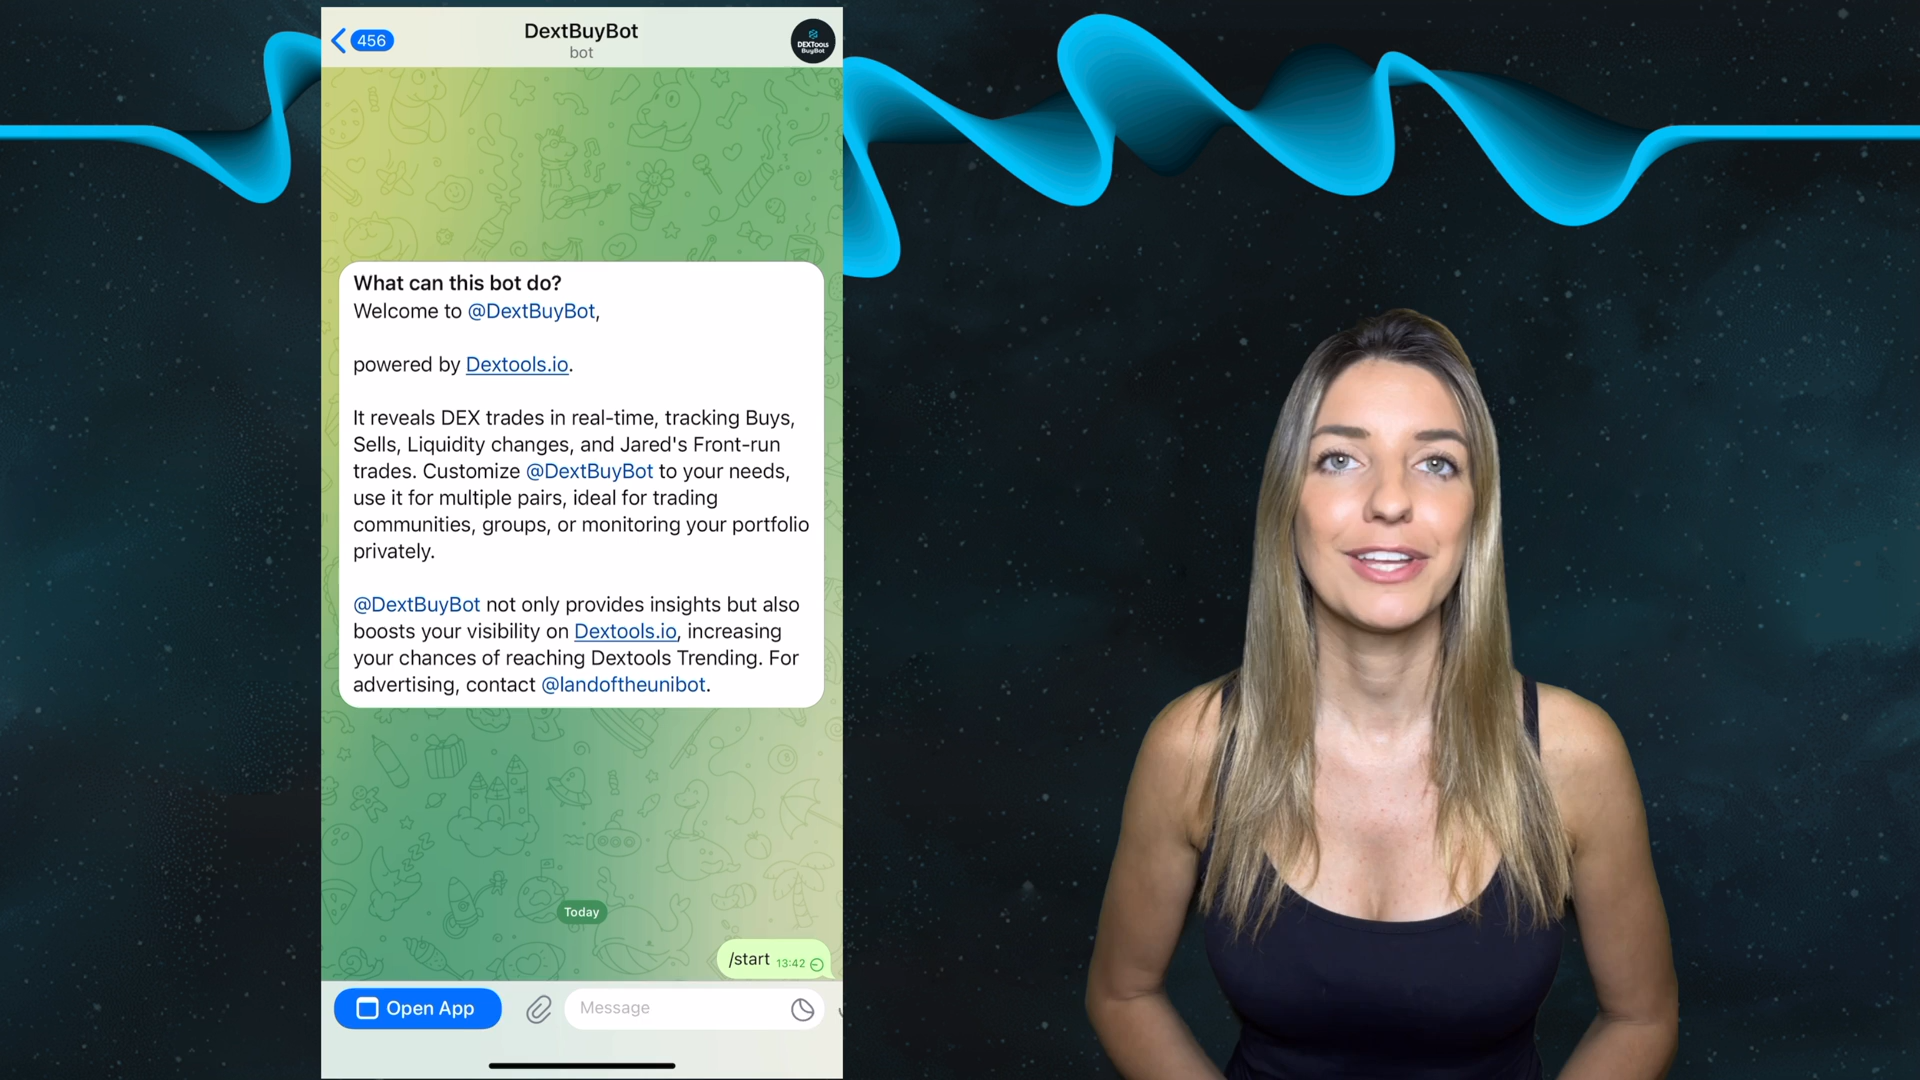 456
DextBuyBot
bot
DEXTools
BuyBot
What can this bot do?
Welcome to @DextBuyBot,
powered by Dextools.io.
It reveals DEX trades in real-time, tracking Buys,
Sells, Liquidity changes, and Jared's Front-run
trades. Customize @DextBuyBot to your needs,
use it for multiple pairs, ideal for trading
communities, groups, or monitoring your portfolio
privately.
@DextBuyBot not only provides insights but also
boosts your visibility on Dextools.io, increasing
your chances of reaching Dextools Trending. For
advertising, contact @landoftheunibot.
Today
/start 13:42
Open App
Message